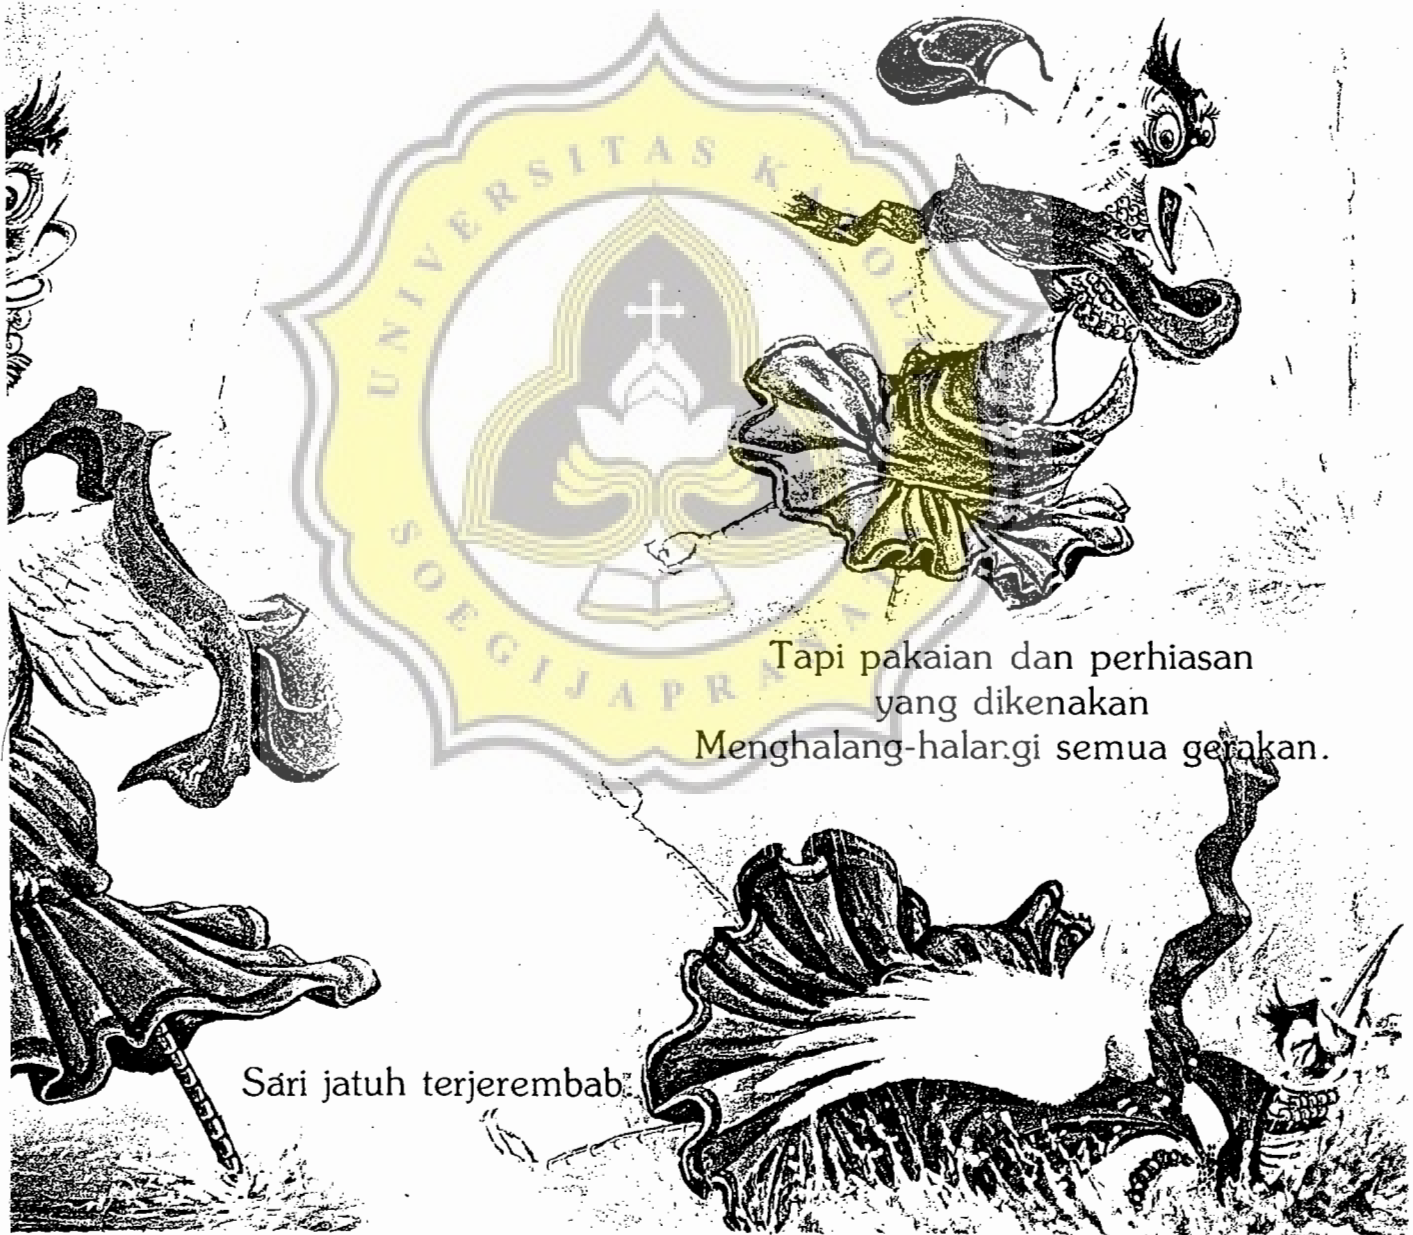 UNIVERSITAS KATOLIK
SOEGIJAPRANATA
Tapi pakaian dan perhiasan
yang dikenakan
Menghalang-halangi semua gerakan.
Sari jatuh terjerembab.